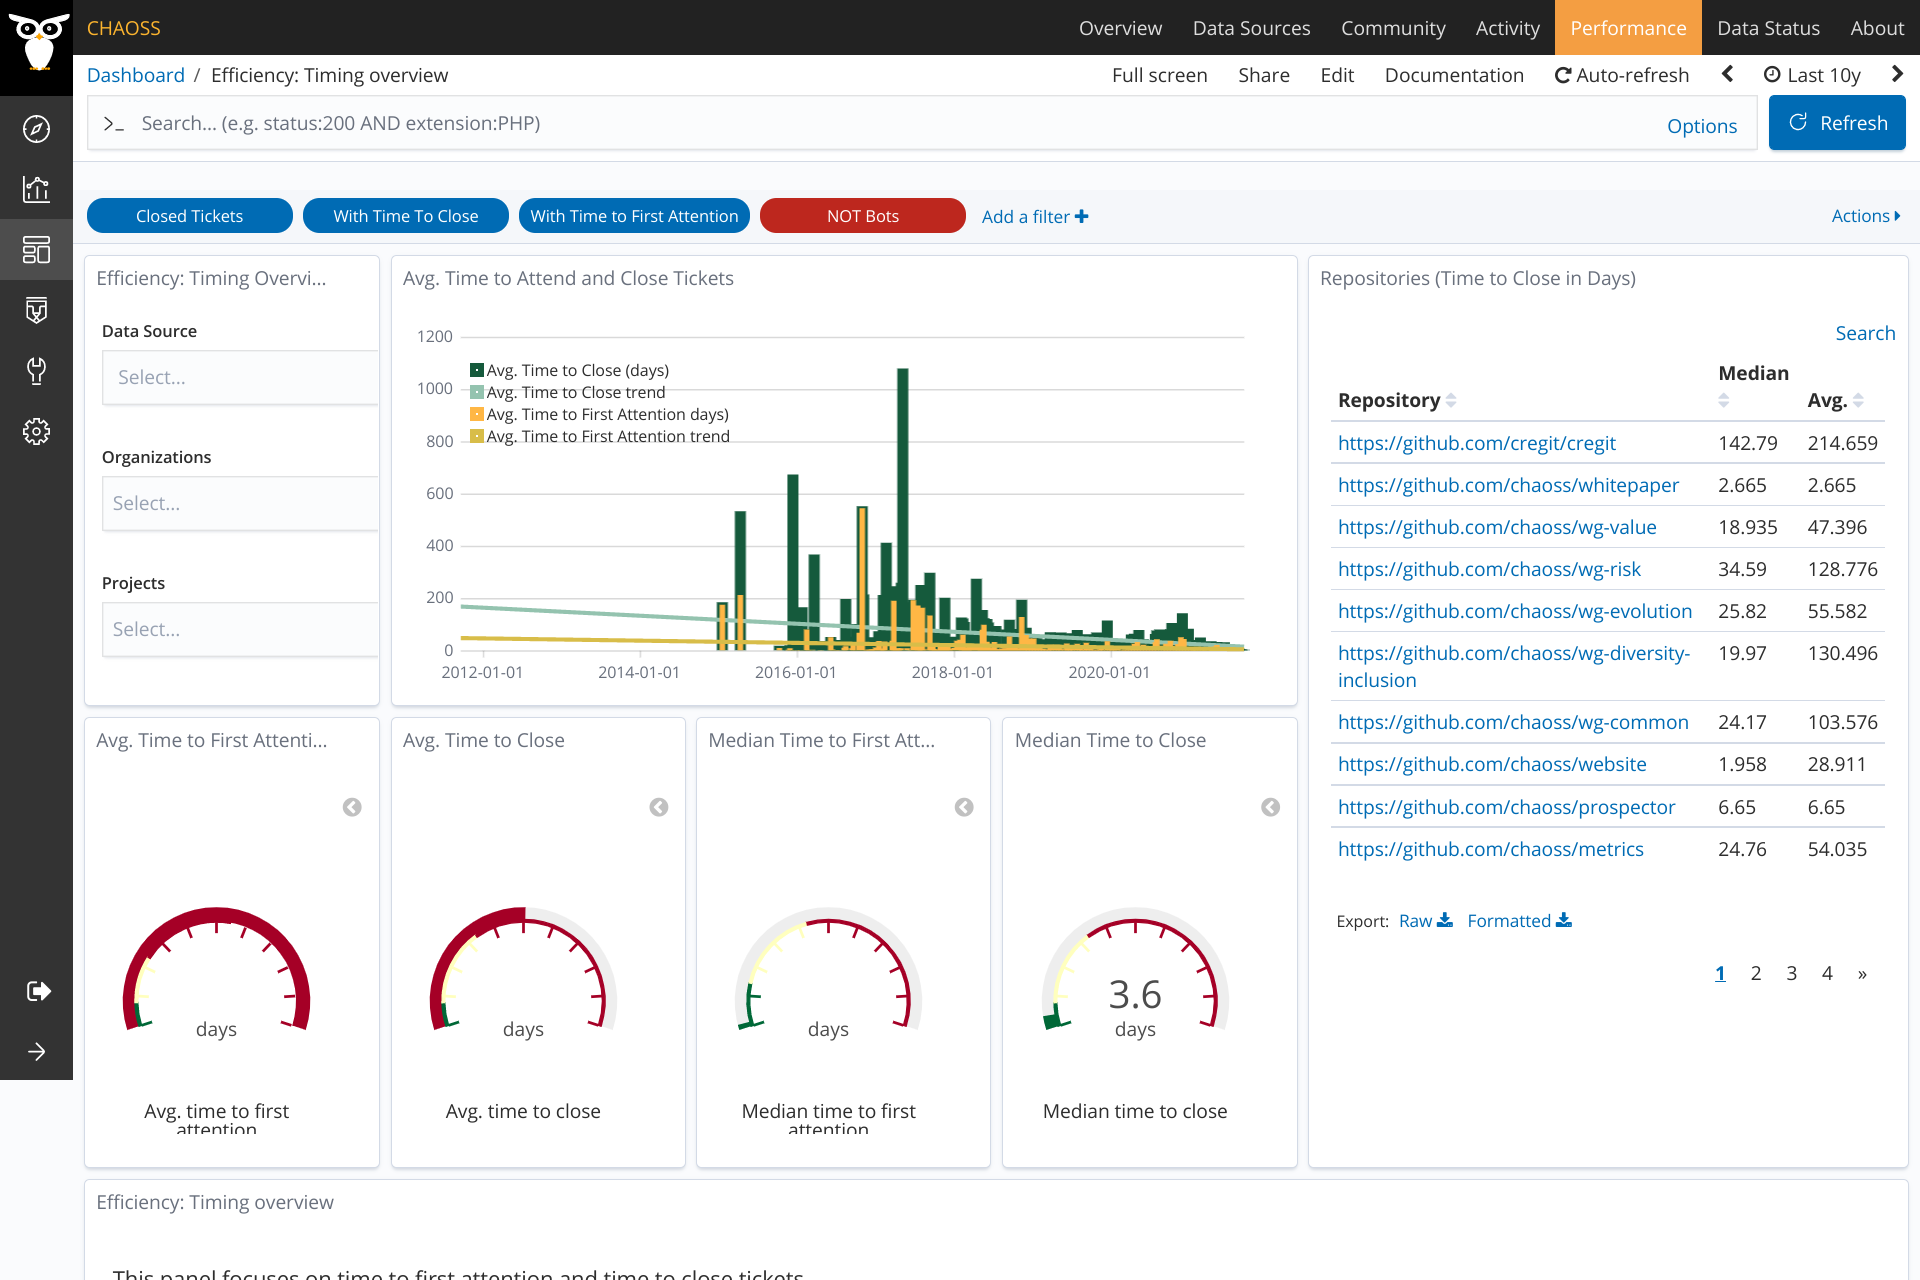 CHAOSS
Overview Data Sources Community Activity Performance Data Status About
Dashboard / Efficiency: Timing overview
Full screen Share Edit Documentation Auto-refresh Last 10y
>_ Search... (e.g. status:200 AND extension:PHP)
Options
Refresh
Closed Tickets
With Time To Close
With Time to First Attention
NOT Bots
Add a filter
Actions
Efficiency: Timing Overvi...
Data Source
Select...
Organizations
Select...
Projects
Select...
Avg. Time to Attend and Close Tickets
1200
1000
800
600
400
200
0
Avg. Time to Close (days)
Avg. Time to Close trend
Avg. Time to First Attention days)
Avg. Time to First Attention trend
2012-01-01 2014-01-01 2016-01-01 2018-01-01 2020-01-01
Repositories (Time to Close in Days)
Search
Repository Median Avg.
https://github.com/cregit/cregit 142.79 214.659
https://github.com/chaoss/whitepaper 2.665 2.665
https://github.com/chaoss/wg-value 18.935 47.396
https://github.com/chaoss/wg-risk 34.59 128.776
https://github.com/chaoss/wg-evolution 25.82 55.582
https://github.com/chaoss/wg-diversity- 19.97 130.496
inclusion
https://github.com/chaoss/wg-common 24.17 103.576
https://github.com/chaoss/website 1.958 28.911
https://github.com/chaoss/prospector 6.65 6.65
https://github.com/chaoss/metrics 24.76 54.035
Export: Raw Formatted
1 2 3 4 »
Avg. Time to First Attenti...
days
Avg. time to first
attention
Avg. Time to Close
days
Avg. time to close
Median Time to First Att...
days
Median time to first
attention
Median Time to Close
3.6
days
Median time to close
Efficiency: Timing overview
This panel focuses on time to first attention and time to close tickets